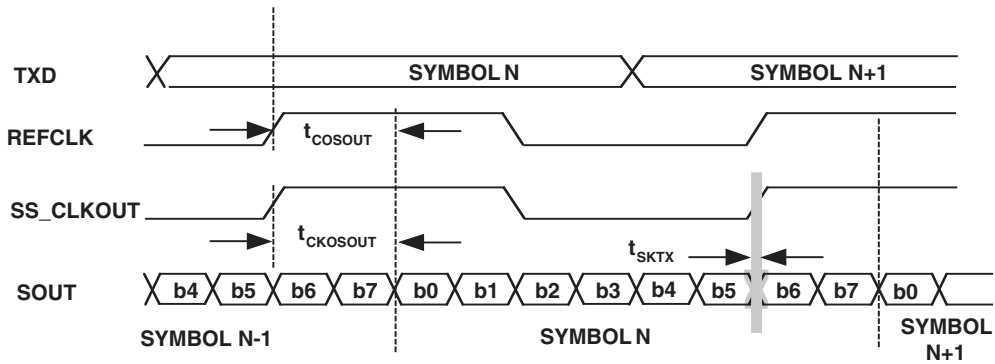 TXD SYMBOL N SYMBOL N+1
REFCLK tCOSOUT
SS_CLKOUT tCKOSOUT tSKTX
SOUT b4 b5 b6 b7 b0 b1 b2 b3 b4 b5 b6 b7 b0
SYMBOL N-1 SYMBOL N SYMBOL
N+1